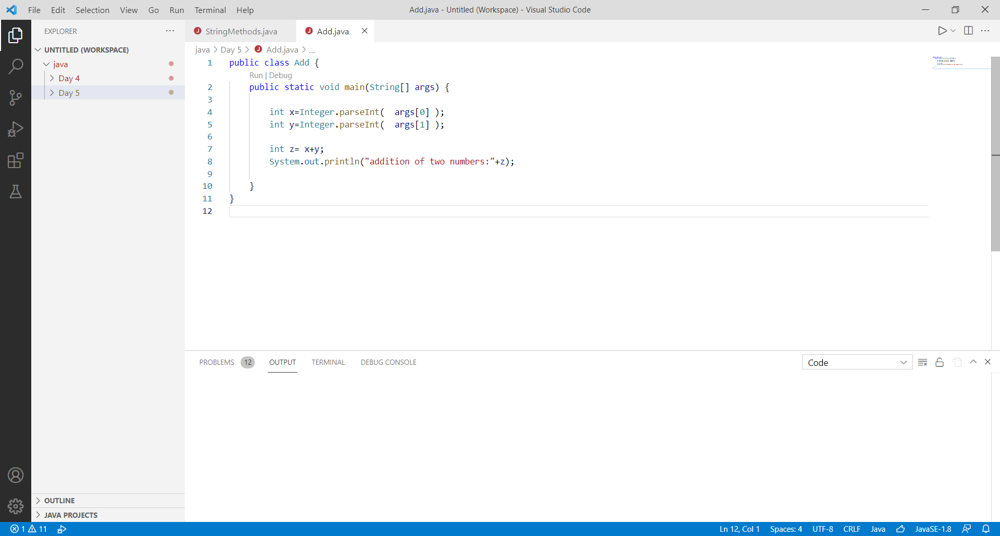 File Edit Selection View Go Run Terminal Help
Add.java - Untitled (Workspace) - Visual Studio Code
EXPLORER
UNTITLED (WORKSPACE)
java
Day 4
Day 5
OUTLINE
JAVA PROJECTS
StringMethods.java
Add.java
java > Day 5 > Add.java > ...
1 public class Add {
Run | Debug
2 public static void main(String[] args) {
3
4 int x=Integer.parseInt(  args[0] );
5 int y=Integer.parseInt(  args[1] );
6
7 int z= x+y;
8 System.out.println("addition of two numbers:"+z);
9
10 }
11 }
12
PROBLEMS 12 OUTPUT TERMINAL DEBUG CONSOLE
Code
1 11
Ln 12, Col 1 Spaces: 4 UTF-8 CRLF Java JavaSE-1.8